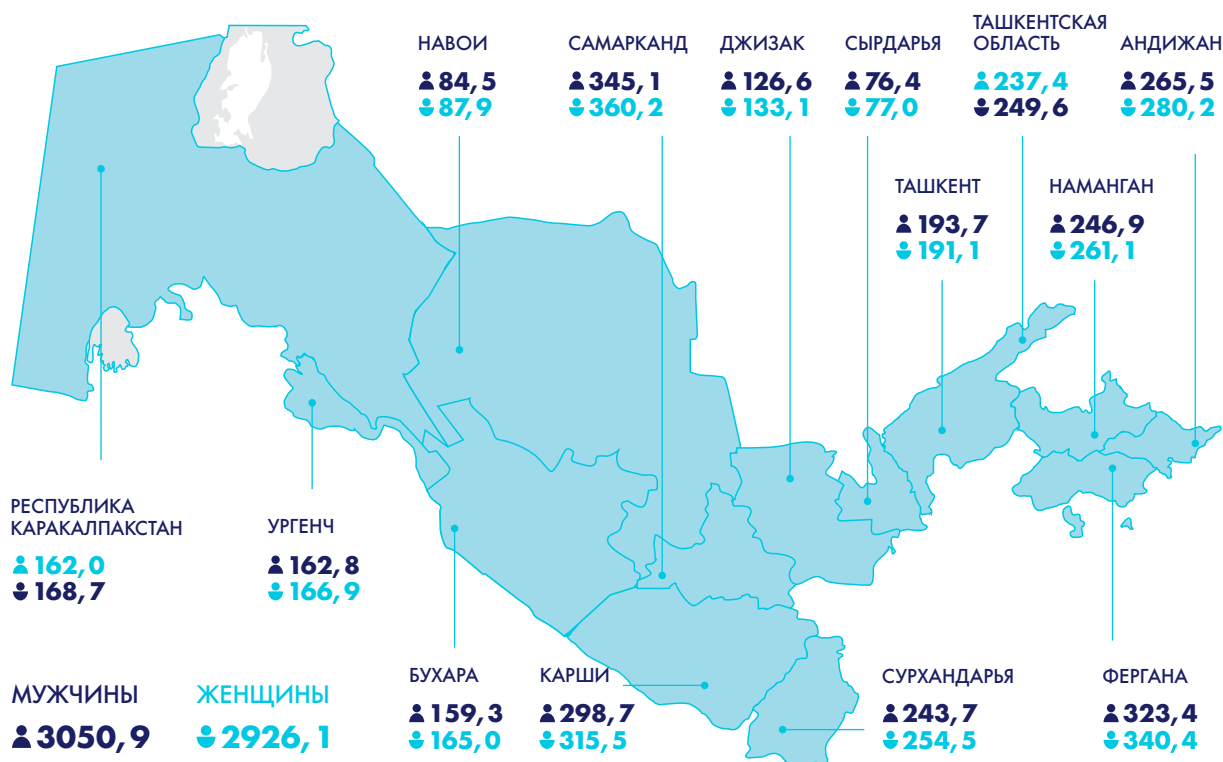 НАВОИ
84,5
87,9
САМАРКАНД
345,1
360,2
ДЖИЗАК
126,6
133,1
СЫРДАРЬЯ
76,4
77,0
ТАШКЕНТСКАЯ
ОБЛАСТЬ
237,4
249,6
АНДИЖАН
265,5
280,2
ТАШКЕНТ
193,7
191,1
НАМАНГАН
246,9
261,1
РЕСПУБЛИКА
КАРАКАЛПАКСТАН
162,0
168,7
УРГЕНЧ
162,8
166,9
МУЖЧИНЫ
3050,9
ЖЕНЩИНЫ
2926,1
БУХАРА
159,3
165,0
КАРШИ
298,7
315,5
СУРХАНДАРЬЯ
243,7
254,5
ФЕРГАНА
323,4
340,4